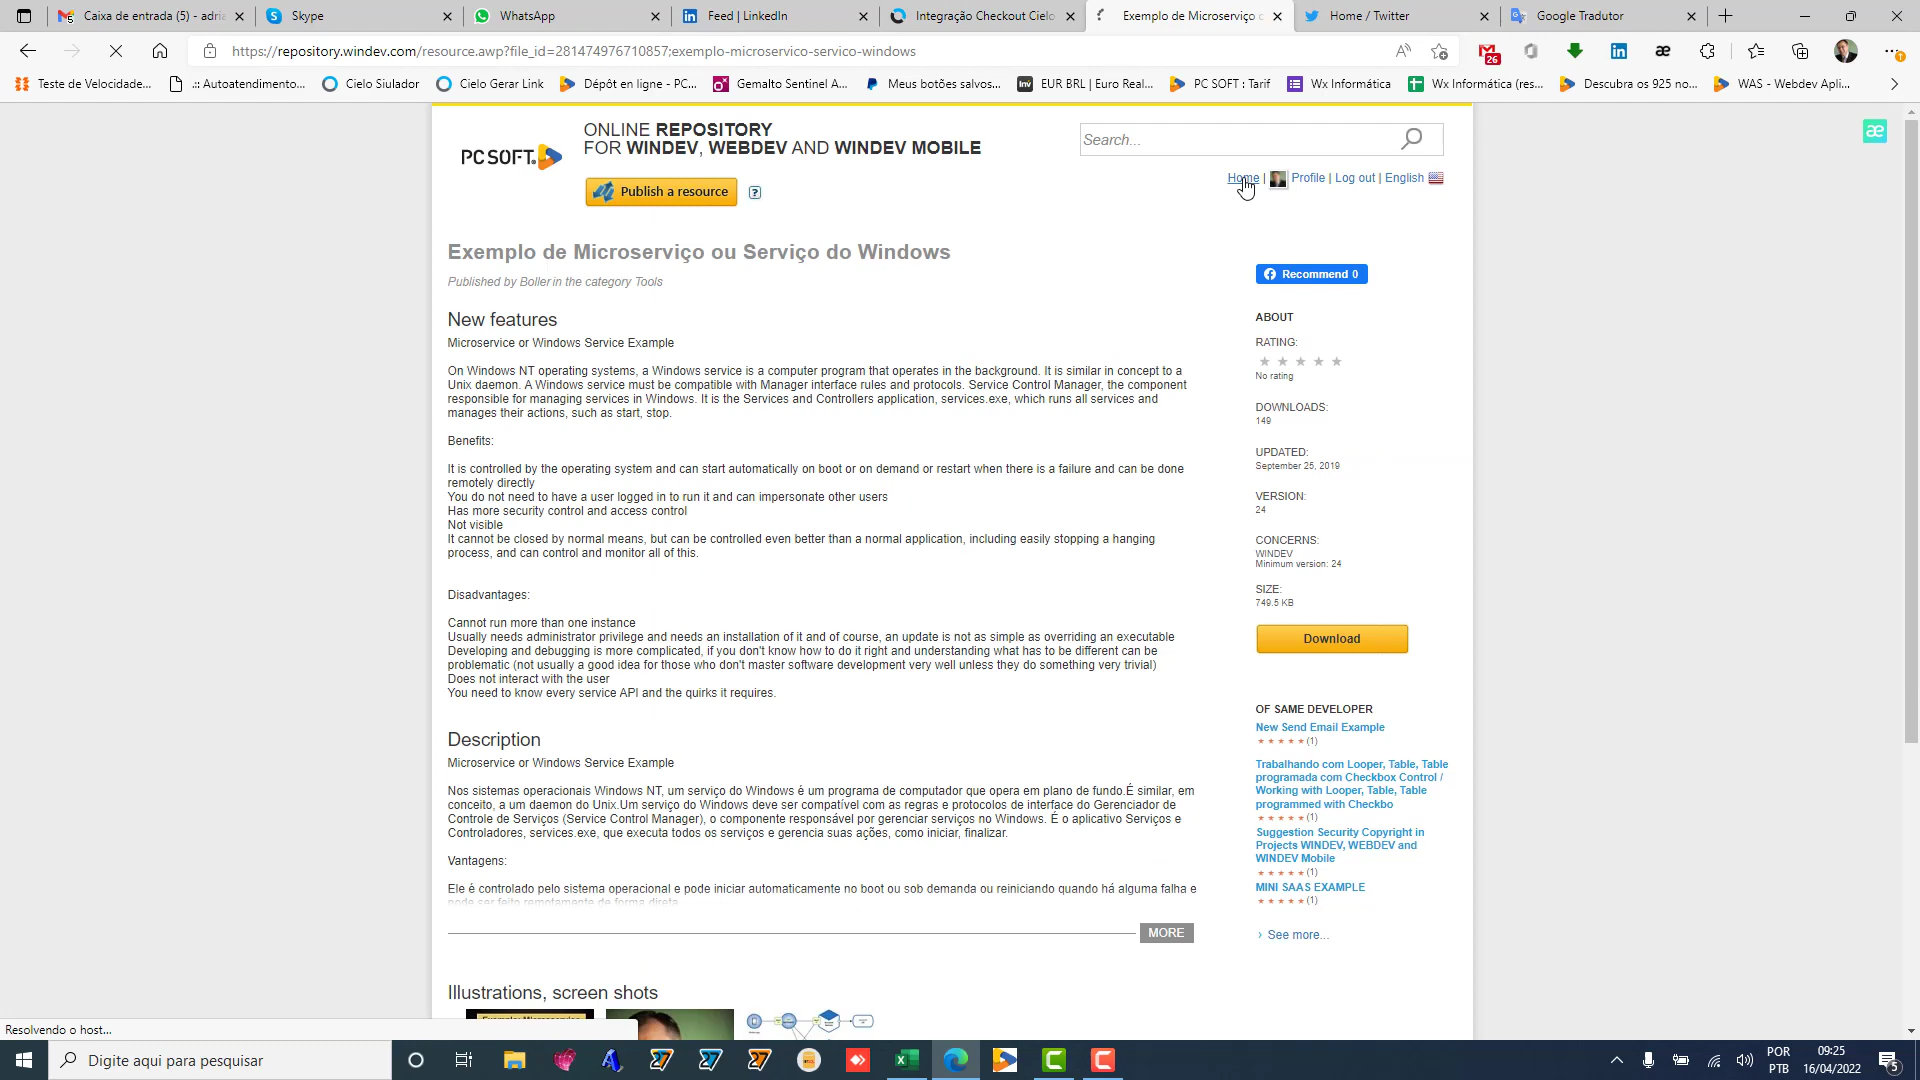 Caixa de entrada (5) - adria
Skype
WhatsApp
Feed | LinkedIn
Integração Checkout Cielo
Exemplo de Microserviço
Home / Twitter
Google Tradutor
https://repository.windev.com/resource.awp?file_id=281474976710857;exemplo-microservico-servico-windows
26
Teste de Velocidade...
.:: Autoatendimento...
Cielo Siulador
Cielo Gerar Link
Dépôt en ligne - PC...
Gemalto Sentinel A...
Meus botões salvos...
EUR BRL | Euro Real...
PC SOFT : Tarif
Wx Informática
Wx Informática (res...
Descubra os 925 no...
WAS - Webdev Apli...
PC SOFT
ONLINE REPOSITORY
FOR WINDEV, WEBDEV AND WINDEV MOBILE
Search...
Publish a resource
?
Home | Profile | Log out | English
Exemplo de Microserviço ou Serviço do Windows
Published by Boller in the category Tools
New features
Microservice or Windows Service Example
On Windows NT operating systems, a Windows service is a computer program that operates in the background. It is similar in concept to a
Unix daemon. A Windows service must be compatible with Manager interface rules and protocols. Service Control Manager, the component
responsible for managing services in Windows. It is the Services and Controllers application, services.exe, which runs all services and
manages their actions, such as start, stop.
Benefits:
It is controlled by the operating system and can start automatically on boot or on demand or restart when there is a failure and can be done
remotely directly
You do not need to have a user logged in to run it and can impersonate other users
Has more security control and access control
Not visible
It cannot be closed by normal means, but can be controlled even better than a normal application, including easily stopping a hanging
process, and can control and monitor all of this.
Disadvantages:
Cannot run more than one instance
Usually needs administrator privilege and needs an installation of it and of course, an update is not as simple as overriding an executable
Developing and debugging is more complicated, if you don't know how to do it right and understanding what has to be different can be
problematic (not usually a good idea for those who don't master software development very well unless they do something very trivial)
Does not interact with the user
You need to know every service API and the quirks it requires.
Description
Microservice or Windows Service Example
Nos sistemas operacionais Windows NT, um serviço do Windows é um programa de computador que opera em plano de fundo.É similar, em
conceito, a um daemon do Unix.Um serviço do Windows deve ser compatível com as regras e protocolos de interface do Gerenciador de
Controle de Serviços (Service Control Manager), o componente responsável por gerenciar serviços no Windows. É o aplicativo Serviços e
Controladores, services.exe, que executa todos os serviços e gerencia suas ações, como iniciar, finalizar.
Vantagens:
Ele é controlado pelo sistema operacional e pode iniciar automaticamente no boot ou sob demanda ou reiniciando quando há alguma falha e
pode ser feito remotamente de forma direta
MORE
Illustrations, screen shots
Recommend 0
ABOUT
RATING:
No rating
DOWNLOADS:
149
UPDATED:
September 25, 2019
VERSION:
24
CONCERNS:
WINDEV
Minimum version: 24
SIZE:
749.5 KB
Download
OF SAME DEVELOPER
New Send Email Example
(1)
Trabalhando com Looper, Table, Table
programada com Checkbox Control /
Working with Looper, Table, Table
programmed with Checkbo
(1)
Suggestion Security Copyright in
Projects WINDEV, WEBDEV and
WINDEV Mobile
(1)
MINI SAAS EXAMPLE
(1)
See more...
Resolvendo o host...
Digite aqui para pesquisar
POR
PTB
09:25
16/04/2022
5